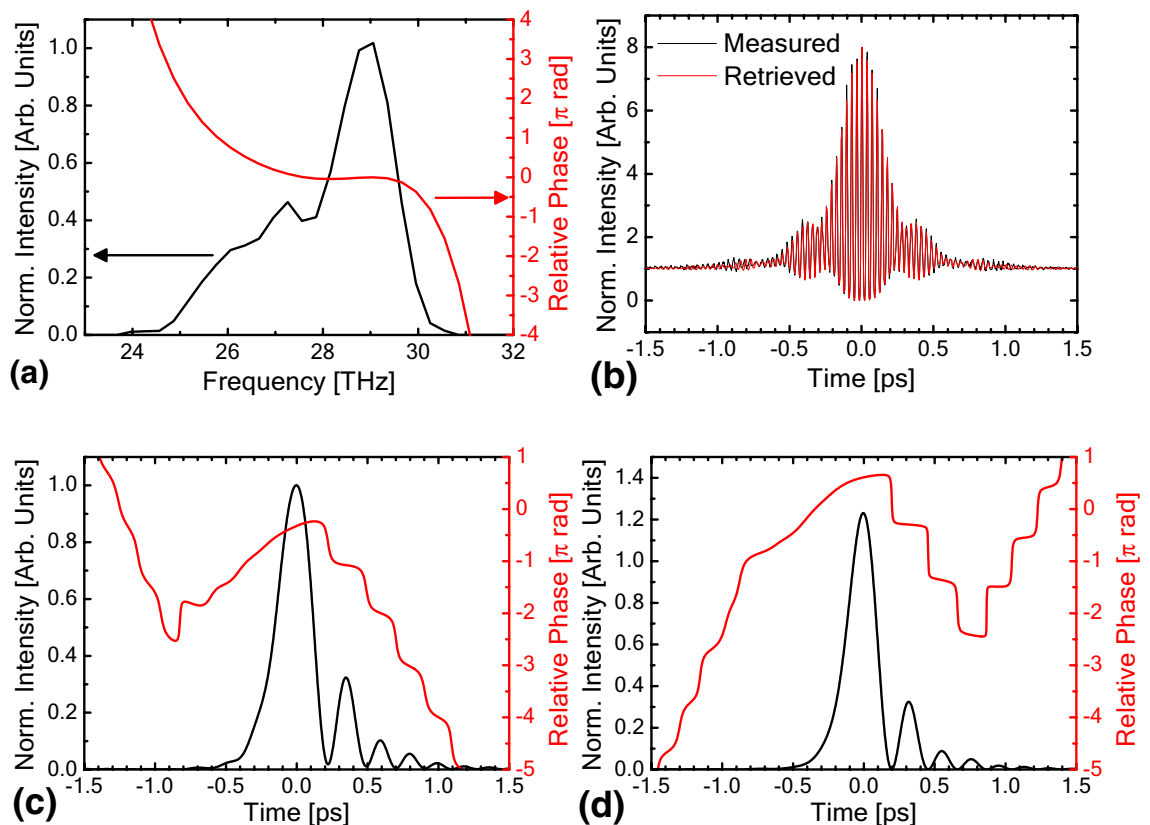 1.0
0.8
0.6
0.4
0.2
0.0
Norm. Intensity [Arb. Units]
4
3
2
1
0
-1
-2
-3
-4
Relative Phase [π rad]
24 26 28 30 32
Frequency [THz]
(a)
Measured
Retrieved
8
6
4
2
0
Norm. Intensity [Arb. Units]
-1.5 -1.0 -0.5 0.0 0.5 1.0 1.5
Time [ps]
(b)
1.0
0.8
0.6
0.4
0.2
0.0
Norm. Intensity [Arb. Units]
1
0
-1
-2
-3
-4
-5
Relative Phase [π rad]
-1.5 -1.0 -0.5 0.0 0.5 1.0 1.5
Time [ps]
(c)
1.4
1.2
1.0
0.8
0.6
0.4
0.2
0.0
Norm. Intensity [Arb. Units]
1
0
-1
-2
-3
-4
-5
Relative Phase [π rad]
-1.5 -1.0 -0.5 0.0 0.5 1.0 1.5
Time [ps]
(d)